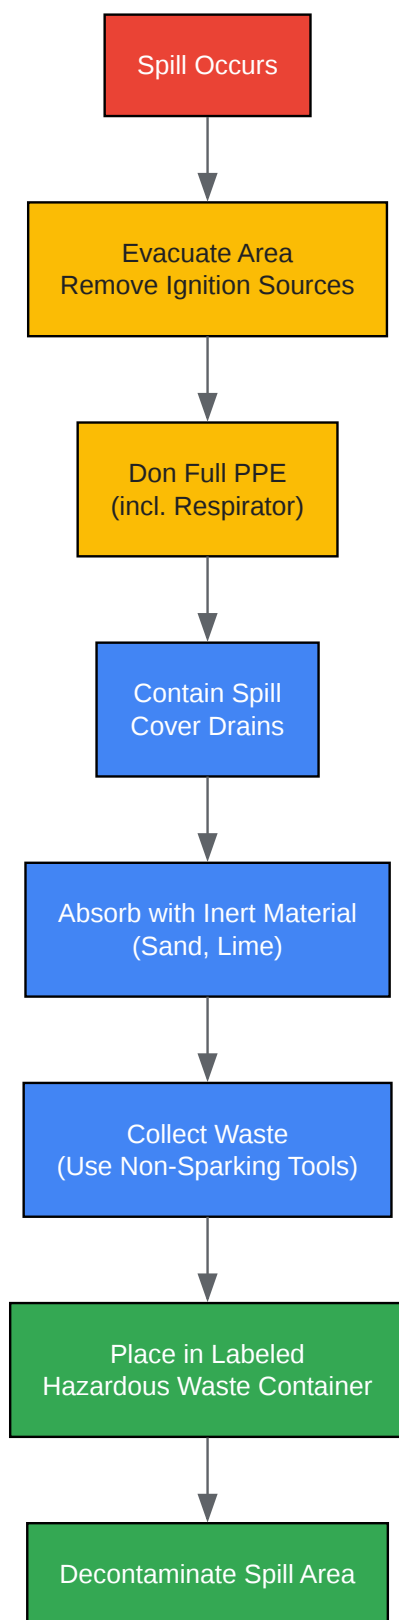 Spill Occurs
Evacuate Area
Remove Ignition Sources
Don Full PPE
(incl. Respirator)
Contain Spill
Cover Drains
Absorb with Inert Material
(Sand, Lime)
Collect Waste
(Use Non-Sparking Tools)
Place in Labeled
Hazardous Waste Container
Decontaminate Spill Area